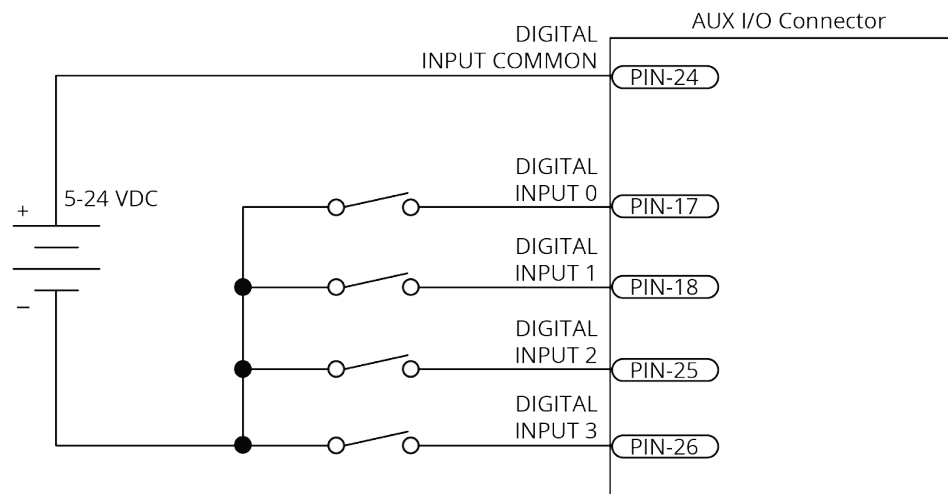 AUX I/O Connector
DIGITAL
INPUT COMMON
PIN-24
DIGITAL
INPUT 0
PIN-17
5-24 VDC
+
DIGITAL
INPUT 1
PIN-18
–
DIGITAL
INPUT 2
PIN-25
DIGITAL
INPUT 3
PIN-26